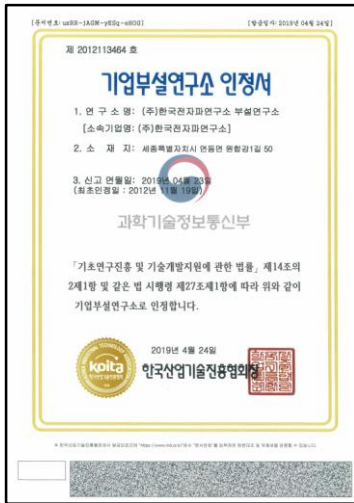 제 2012113464 호
[발급일자: 2019년 04월 24일]
기업부설연구소 인정서
1. 연 구 소 명: (주)한국전자파연구소 부설연구소
[소속기업명: (주)한국전자파연구소]
2. 소 재 지: 세종특별자치시 연동면 원합강1길 50
3. 신고 연월일: 2019년 04월 23일
(최초인정일 : 2012년 11월 19일)
과학기술정보통신부
「기초연구진흥 및 기술개발지원에 관한 법률」 제14조의
2제1항 및 같은 법 시행령 제27조제1항에 따라 위와 같이
기업부설연구소로 인정합니다.
2019년 4월 24일
koita
한국산업기술진흥협회장